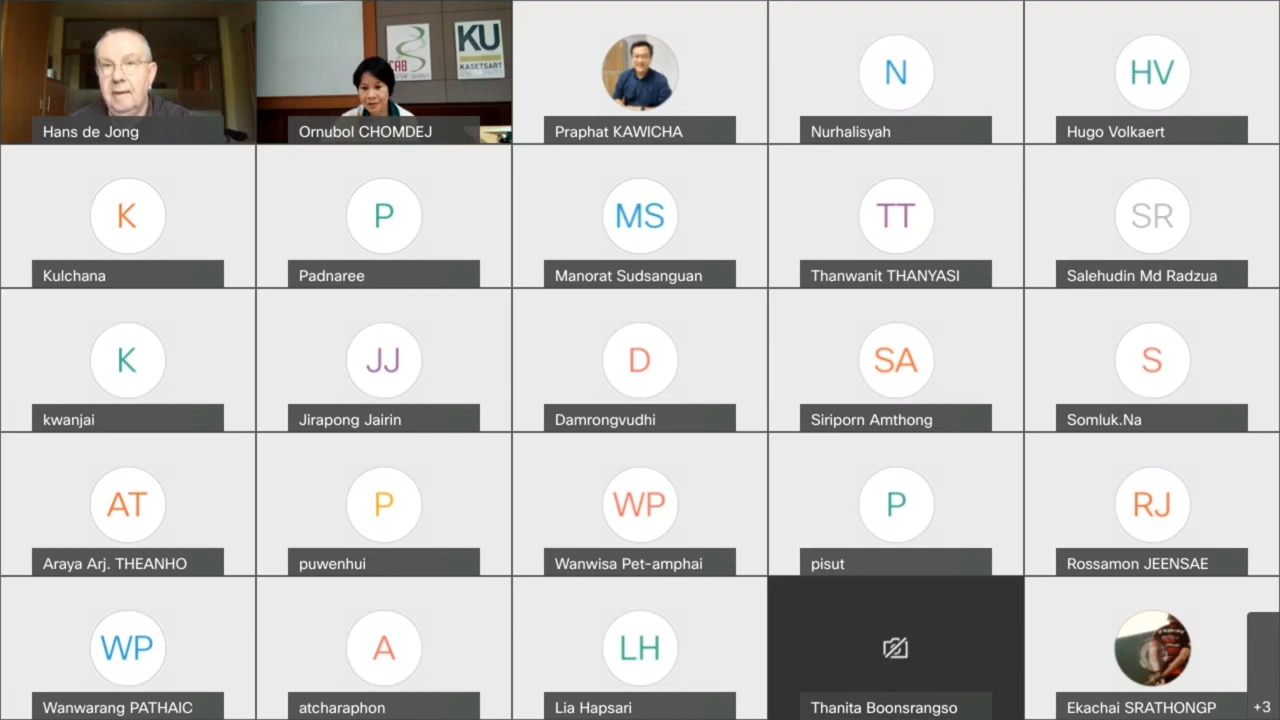 CAB
KU
KASETSART
UNIVERSITY
Hans de Jong
Ornubol CHOMDEJ
Praphat KAWICHA
N
Nurhalisyah
HV
Hugo Volkaert
K
Kulchana
P
Padnaree
MS
Manorat Sudsanguan
TT
Thanwanit THANYASI
SR
Salehudin Md Radzua
K
kwanjai
JJ
Jirapong Jairin
D
Damrongvudhi
SA
Siriporn Amthong
S
Somluk.Na
AT
Araya Arj. THEANHO
P
puwenhui
WP
Wanwisa Pet-amphai
P
pisut
RJ
Rossamon JEENSAE
WP
Wanwarang PATHAIC
A
atcharaphon
LH
Lia Hapsari
Thanita Boonsrangso
Ekachai SRATHONGP
+3